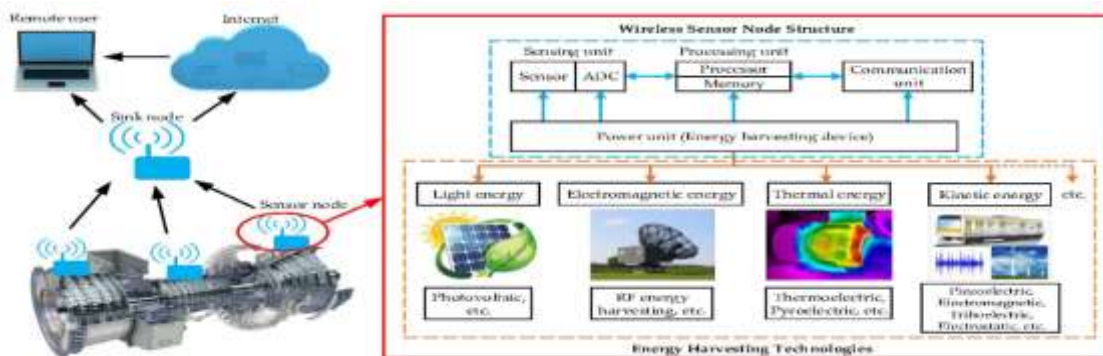 Remote user
Internet
Sink node
Sensor node
Wireless Sensor Node Structure
Sensing unit
Processing unit
Sensor
ADC
Processor
Memory
Communication
unit
Power unit (Energy harvesting device)
Light energy
Electromagnetic energy
Thermal energy
Kinetic energy
etc.
Photovoltaic,
etc.
RF energy
harvesting, etc.
Thermoelectric,
Pyroelectric, etc.
Piezoelectric,
Electromagnetic,
Triboelectric,
Electrostatic, etc.
Energy Harvesting Technologies